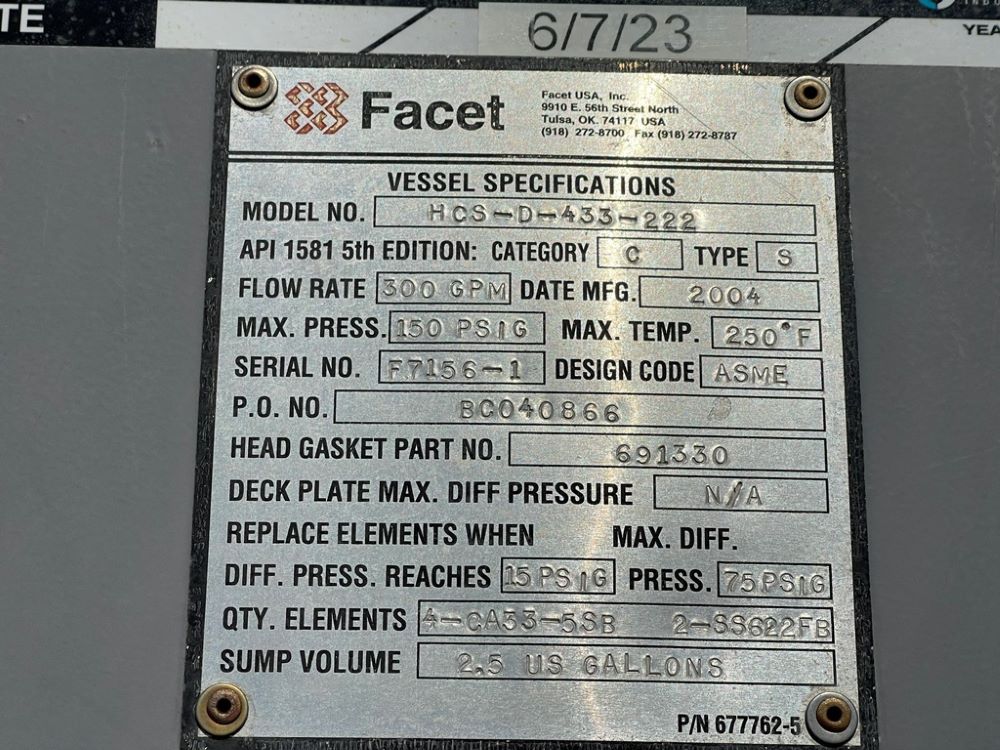 TE
6/7/23
YEA
Facet
Facet USA, Inc.
9910 E. 56th Street North
Tulsa, OK. 74117 USA
(918) 272-8700 Fax (918) 272-8787
VESSEL SPECIFICATIONS
MODEL NO. HCS-D-433-222
API 1581 5th EDITION: CATEGORY C TYPE S
FLOW RATE 300 GPM DATE MFG. 2004
MAX. PRESS. 150 PSIG MAX. TEMP. 250°F
SERIAL NO. F7156-1 DESIGN CODE ASME
P.O. NO. BC040866
HEAD GASKET PART NO. 691330
DECK PLATE MAX. DIFF PRESSURE N/A
REPLACE ELEMENTS WHEN MAX. DIFF.
DIFF. PRESS. REACHES 15 PSIG PRESS. 75 PSIG
QTY. ELEMENTS 4-CA33-5SB 2-SS622FB
SUMP VOLUME 2.5 US GALLONS
P/N 677762-5